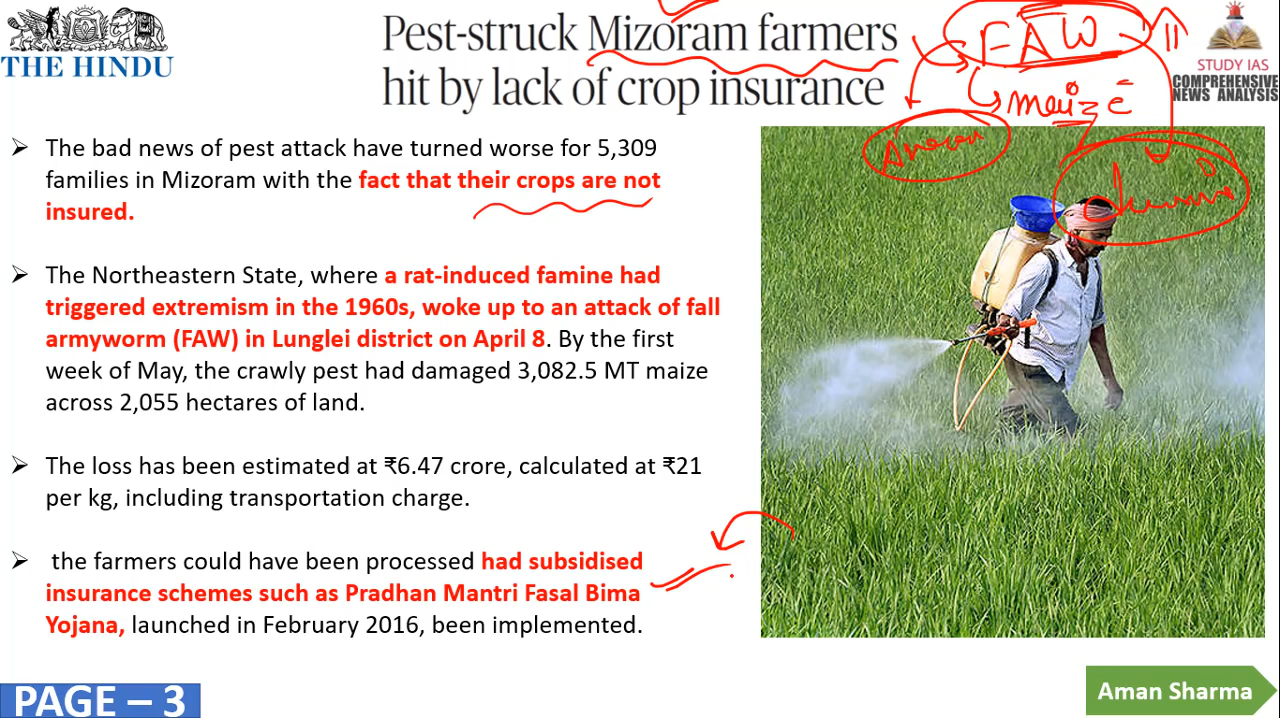 THE HINDU
Pest-struck Mizoram farmers
hit by lack of crop insurance
FAW
maize
STUDY IAS
COMPREHENSIVE
NEWS ANALYSIS
The bad news of pest attack have turned worse for 5,309
families in Mizoram with the fact that their crops are not
insured.
The Northeastern State, where a rat-induced famine had
triggered extremism in the 1960s, woke up to an attack of fall
armyworm (FAW) in Lunglei district on April 8. By the first
week of May, the crawly pest had damaged 3,082.5 MT maize
across 2,055 hectares of land.
The loss has been estimated at ₹6.47 crore, calculated at ₹21
per kg, including transportation charge.
the farmers could have been processed had subsidised
insurance schemes such as Pradhan Mantri Fasal Bima
Yojana, launched in February 2016, been implemented.
PAGE – 3
Aman Sharma